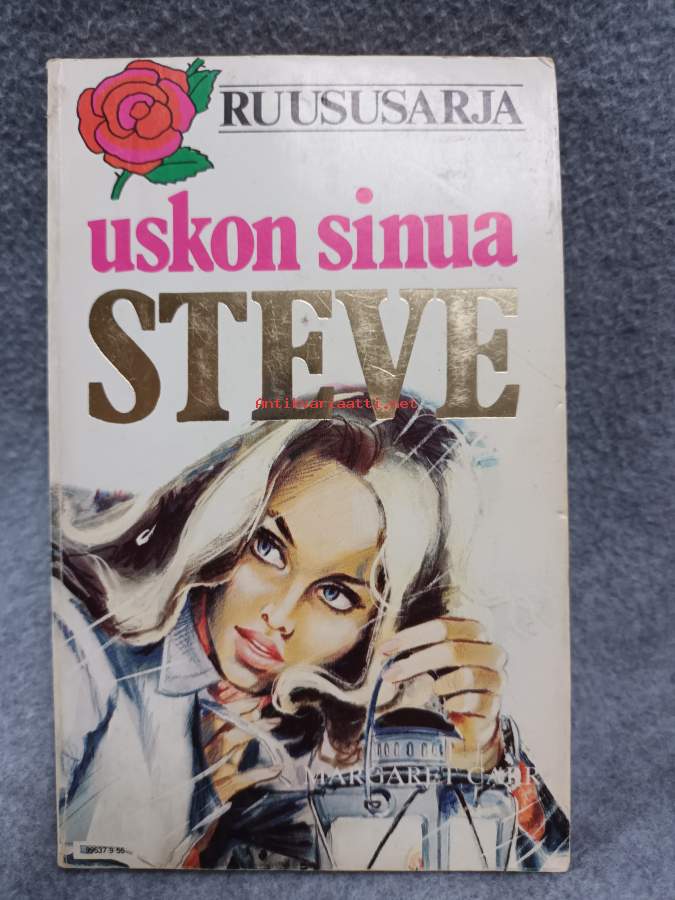 RUUSUSARJA
uskon sinua
STEVE
Antikvariaatti.net
MARGARET CARR